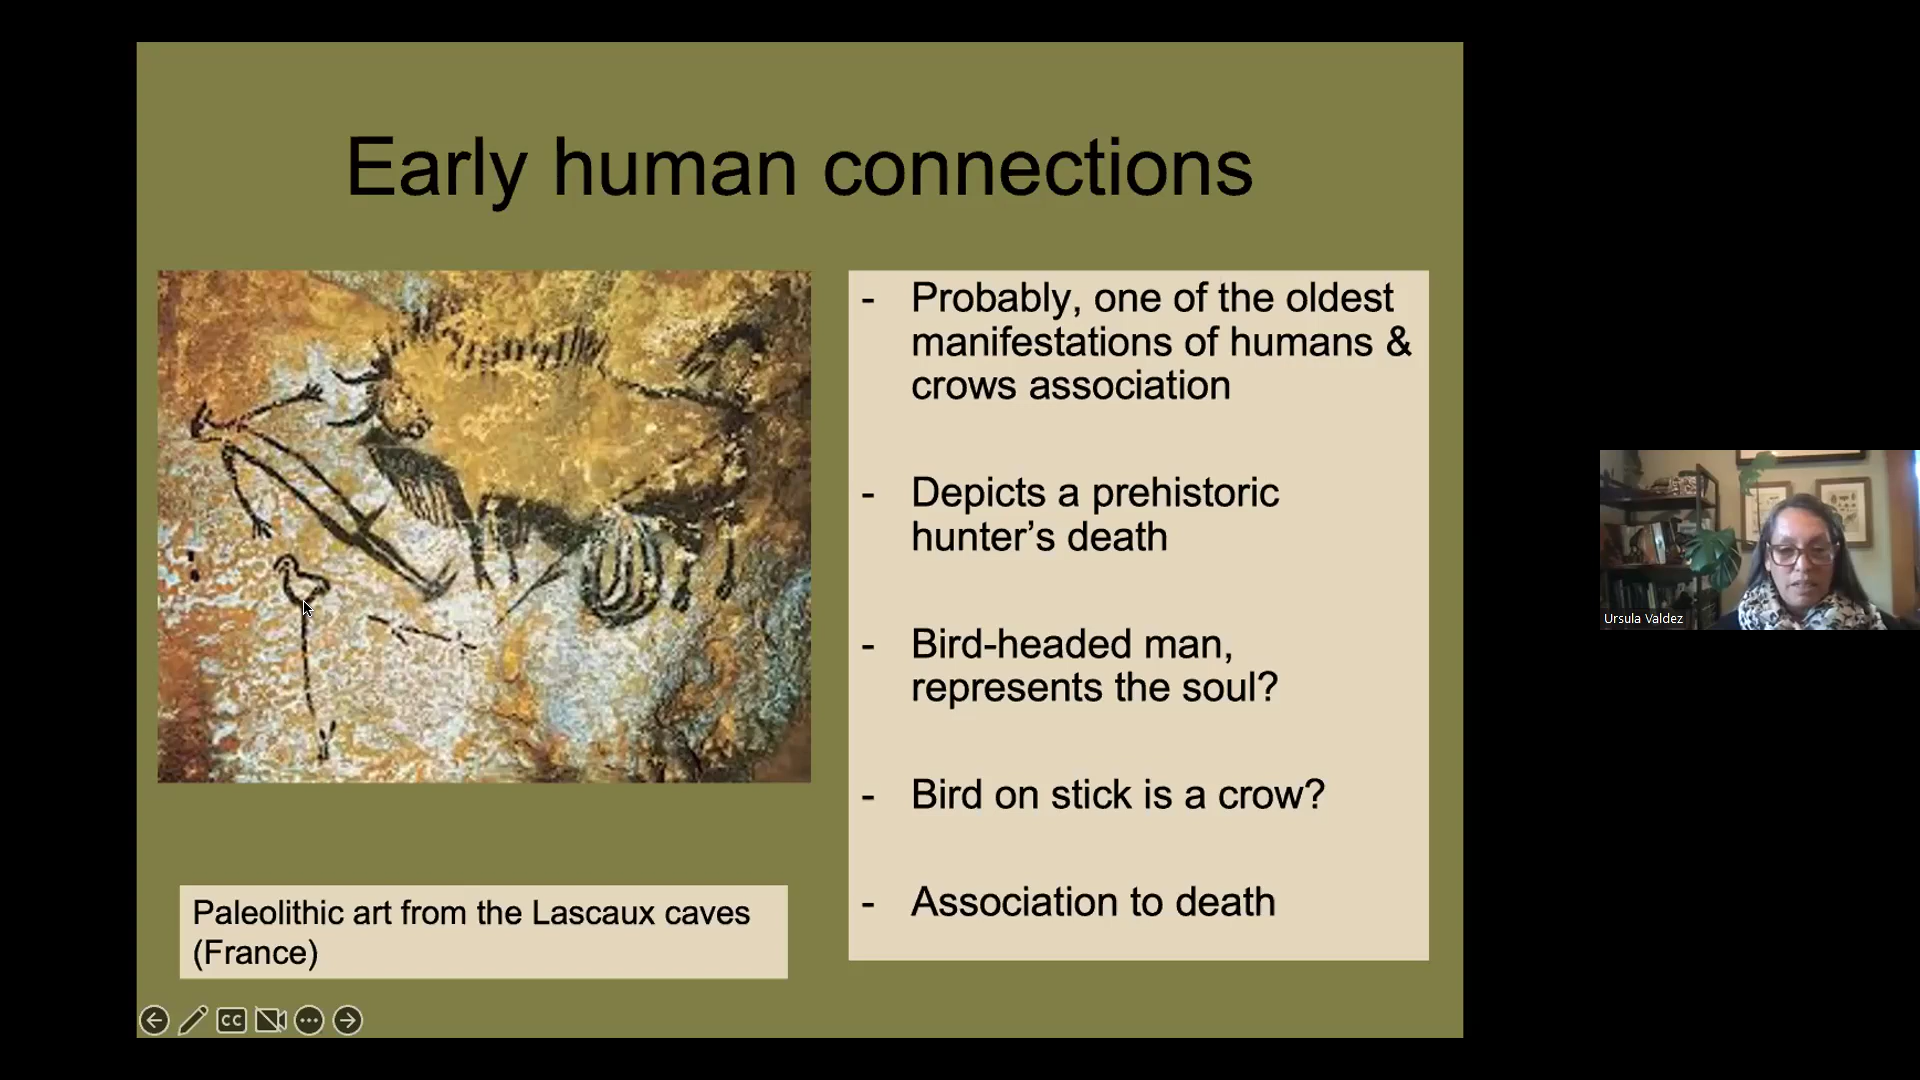 Early human connections
- Probably, one of the oldest
manifestations of humans &
crows association
- Depicts a prehistoric
hunter’s death
- Bird-headed man,
represents the soul?
- Bird on stick is a crow?
- Association to death
Paleolithic art from the Lascaux caves
(France)
CC
Ursula Valdez